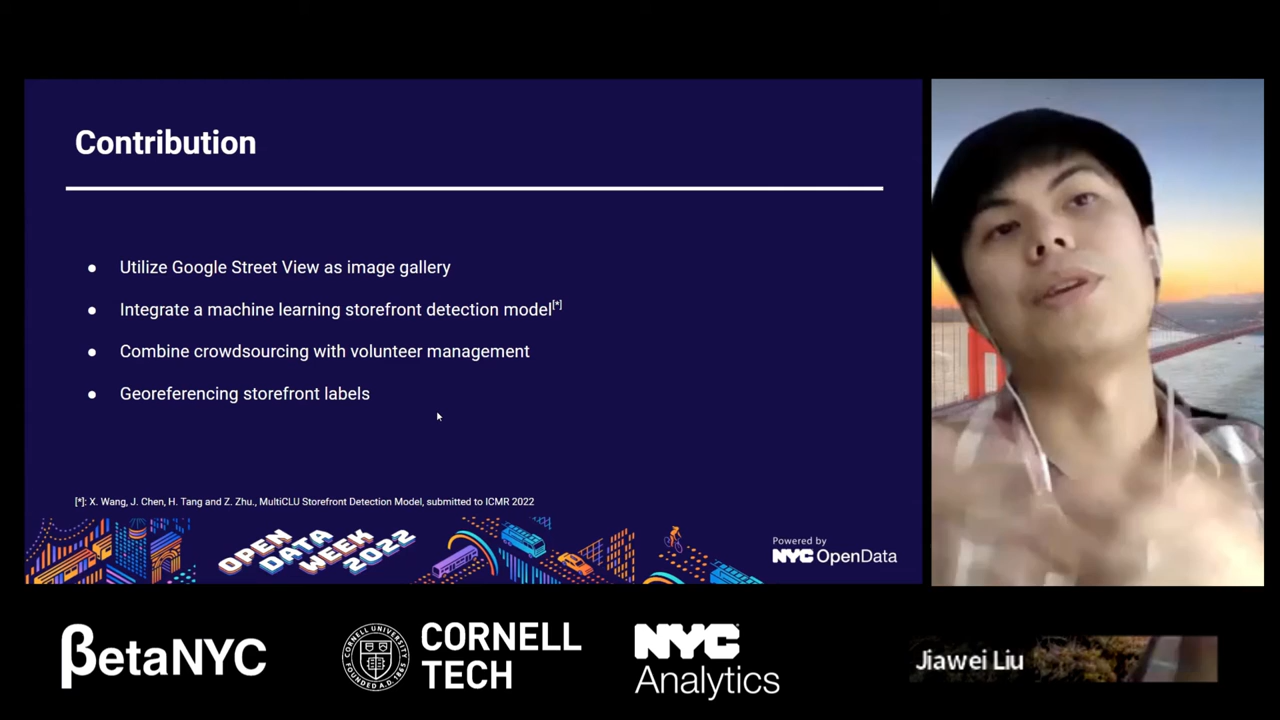 Contribution
● Utilize Google Street View as image gallery
● Integrate a machine learning storefront detection model[*]
● Combine crowdsourcing with volunteer management
● Georeferencing storefront labels
[*]: X. Wang, J. Chen, H. Tang and Z. Zhu., MultiCLU Storefront Detection Model, submitted to ICMR 2022
OPEN
DATA
WEEK
2022
Powered by
NYC OpenData
βetaNYC
CORNELL
TECH
NYC
Analytics
Jiawei Liu